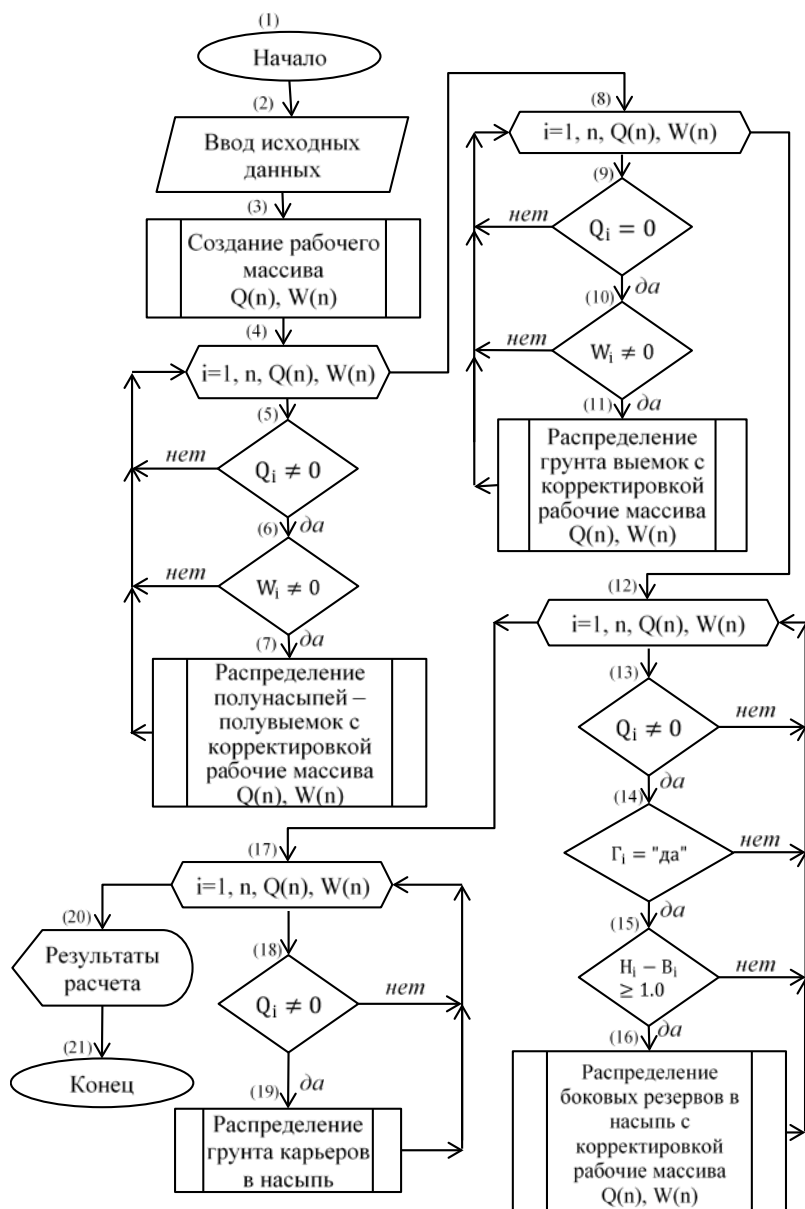 (1)
Начало
(2)
Ввод исходных
данных
(3)
Создание рабочего
массива
Q(n), W(n)
(4)
i=1, n, Q(n), W(n)
(5)
нет
Qi ≠ 0
(6)
да
нет
Wi ≠ 0
(7)
да
Распределение
полунасыпей –
полувыемок с
корректировкой
рабочие массива
Q(n), W(n)
(8)
i=1, n, Q(n), W(n)
(9)
нет
Qi = 0
(10)
да
нет
Wi ≠ 0
(11)
да
Распределение
грунта выемок с
корректировкой
рабочие массива
Q(n), W(n)
(12)
i=1, n, Q(n), W(n)
(13)
нет
Qi ≠ 0
(14)
да
нет
Гi = "да"
(15)
да
Hi − Bi
≥ 1.0
нет
(16)
да
Распределение
боковых резервов в
насыпь с
корректировкой
рабочие массива
Q(n), W(n)
(17)
i=1, n, Q(n), W(n)
(18)
Qi ≠ 0
нет
(19)
да
Распределение
грунта карьеров
в насыпь
(20)
Результаты
расчета
(21)
Конец